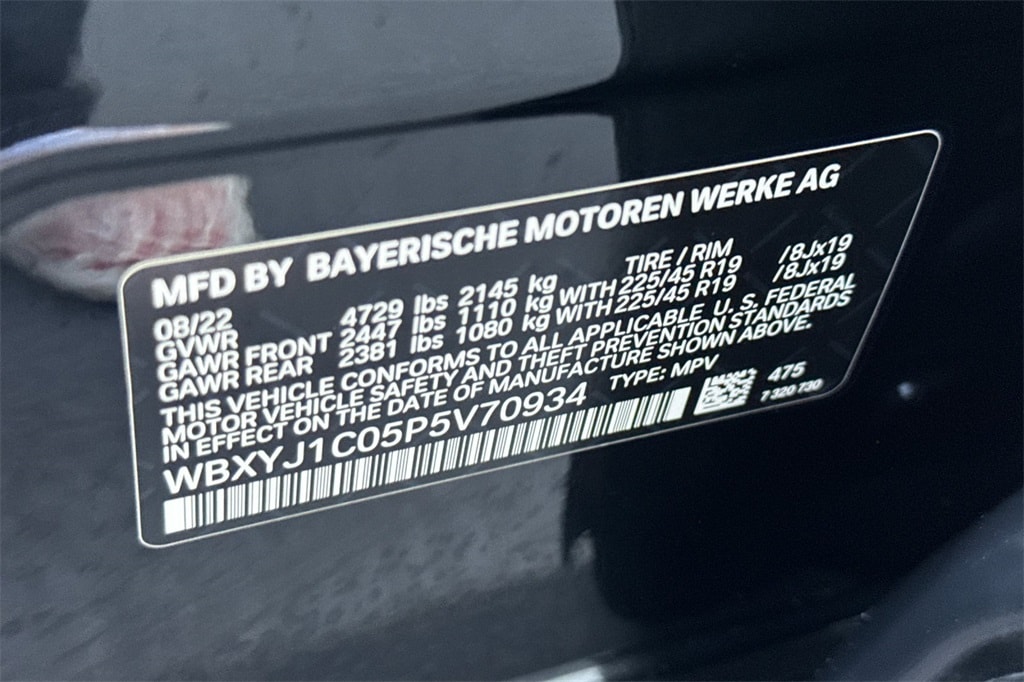 MFD BY BAYERISCHE MOTOREN WERKE AG
08/22 TIRE / RIM
GVWR 4729 lbs 2145 kg
GAWR FRONT 2447 lbs 1110 kg WITH 225/45 R19 /8Jx19
GAWR REAR 2381 lbs 1080 kg WITH 225/45 R19 /8Jx19
THIS VEHICLE CONFORMS TO ALL APPLICABLE U. S. FEDERAL
MOTOR VEHICLE SAFETY AND THEFT PREVENTION STANDARDS
IN EFFECT ON THE DATE OF MANUFACTURE SHOWN ABOVE.
WBXYJ1C05P5V70934 TYPE: MPV 475
7 320 730